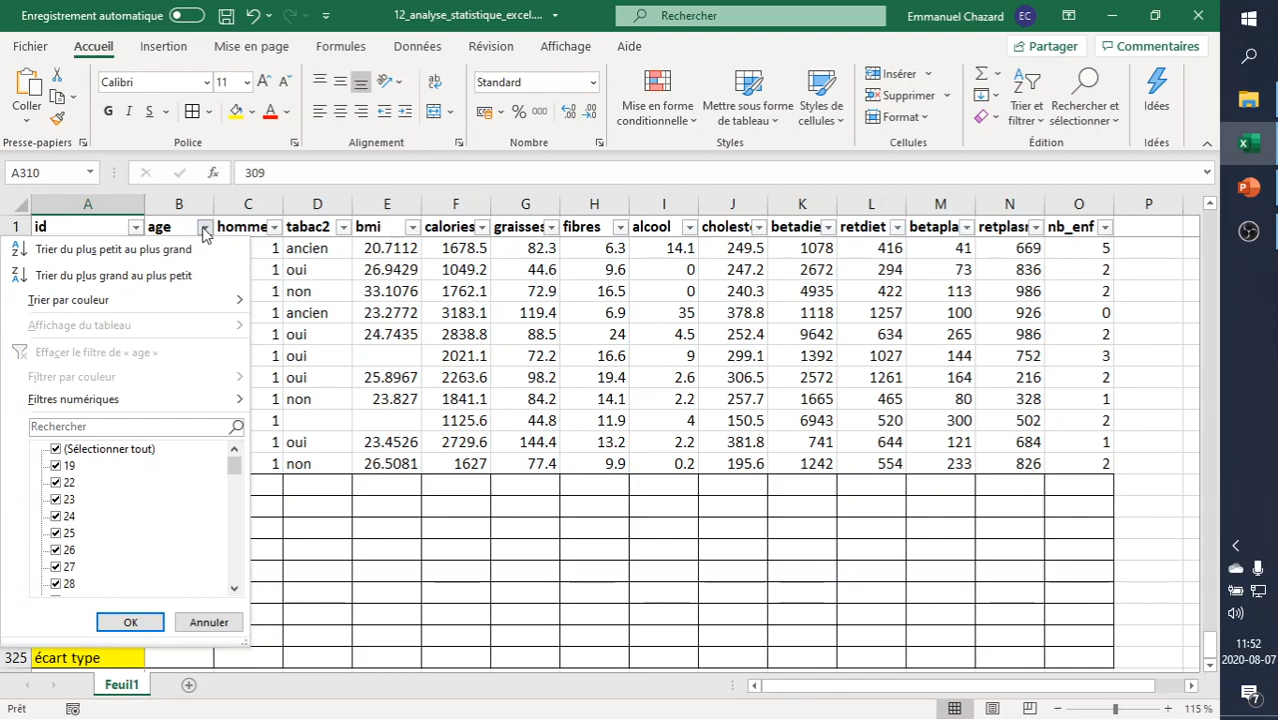 Enregistrement automatique 12_analyse_statistique_excel.... Rechercher Emmanuel Chazard EC
Fichier Accueil Insertion Mise en page Formules Données Révision Affichage Aide Partager Commentaires
Coller Calibri 11 Standard Insérer
G I S Mise en forme conditionnelle Mettre sous forme de tableau Styles de cellules Supprimer Format Trier et filtrer Rechercher et sélectionner Idées
Presse-papiers Police Alignement Nombre Styles Cellules Édition Idées
A310 fx 309
A B C D E F G H I J K L M N O P
1 id age homme tabac2 bmi calories graisses fibres alcool cholest betadie retdiet betapla retplasm nb_enf
1 ancien 20.7112 1678.5 82.3 6.3 14.1 249.5 1078 416 41 669 5
1 oui 26.9429 1049.2 44.6 9.6 0 247.2 2672 294 73 836 2
1 non 33.1076 1762.1 72.9 16.5 0 240.3 4935 422 113 986 2
1 ancien 23.2772 3183.1 119.4 6.9 35 378.8 1118 1257 100 926 0
1 oui 24.7435 2838.8 88.5 24 4.5 252.4 9642 634 265 986 2
1 oui 2021.1 72.2 16.6 9 299.1 1392 1027 144 752 3
1 oui 25.8967 2263.6 98.2 19.4 2.6 306.5 2572 1261 164 216 2
1 non 23.827 1841.1 84.2 14.1 2.2 257.7 1665 465 80 328 1
1 1125.6 44.8 11.9 4 150.5 6943 520 300 502 2
1 oui 23.4526 2729.6 144.4 13.2 2.2 381.8 741 644 121 684 1
1 non 26.5081 1627 77.4 9.9 0.2 195.6 1242 554 233 826 2
Trier du plus petit au plus grand
Trier du plus grand au plus petit
Trier par couleur
Affichage du tableau
Effacer le filtre de « age »
Filtrer par couleur
Filtres numériques
Rechercher
(Sélectionner tout)
19
22
23
24
25
26
27
28
OK Annuler
325 écart type
Feuil1
Prêt 115 %
11:52
2020-08-07
7